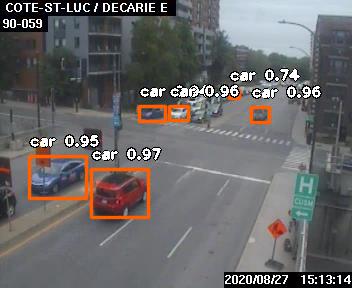 COTE-ST-LUC / DECARIE E
90-059
car 0.74
car 0.96
car 0.96
car 0.95
car 0.97
H
CUSM
2020/08/27 15:13:14